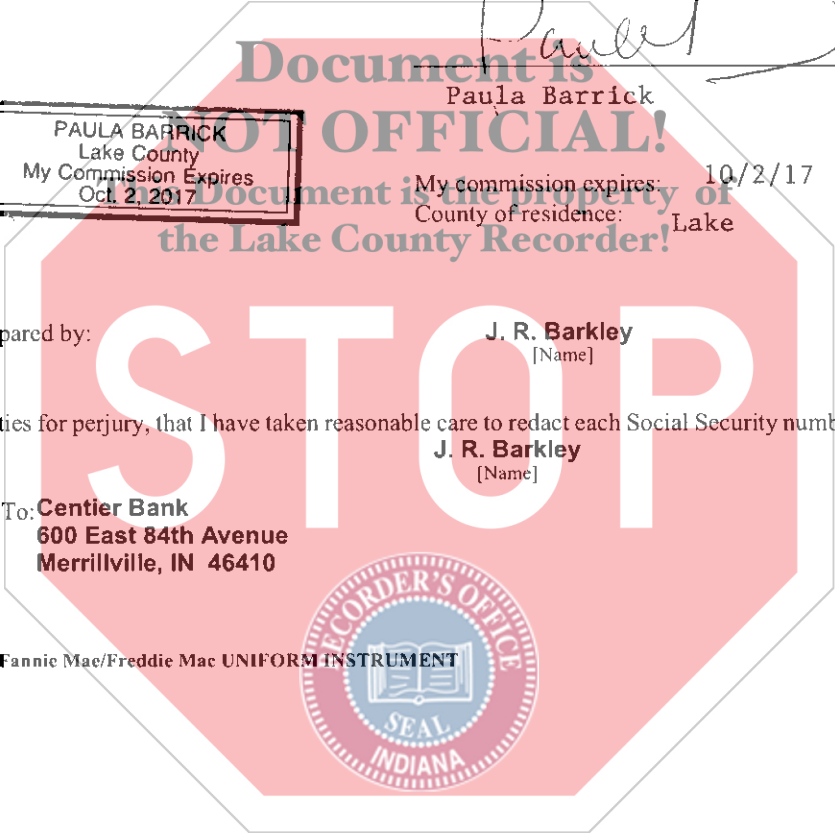 Document is
Paula Barrick
NOT OFFICIAL!
PAULA BARRICK
Lake County
My Commission Expires
Oct. 2, 2017
This Document is the property of
My commission expires: 10/2/17
County of residence: Lake
the Lake County Recorder!
STOP
pared by:
J. R. Barkley
[Name]
ties for perjury, that I have taken reasonable care to redact each Social Security numb
J. R. Barkley
[Name]
To: Centier Bank
600 East 84th Avenue
Merrillville, IN 46410
RECORDER'S OFFICE
SEAL
INDIANA
Fannie Mae/Freddie Mac UNIFORM INSTRUMENT